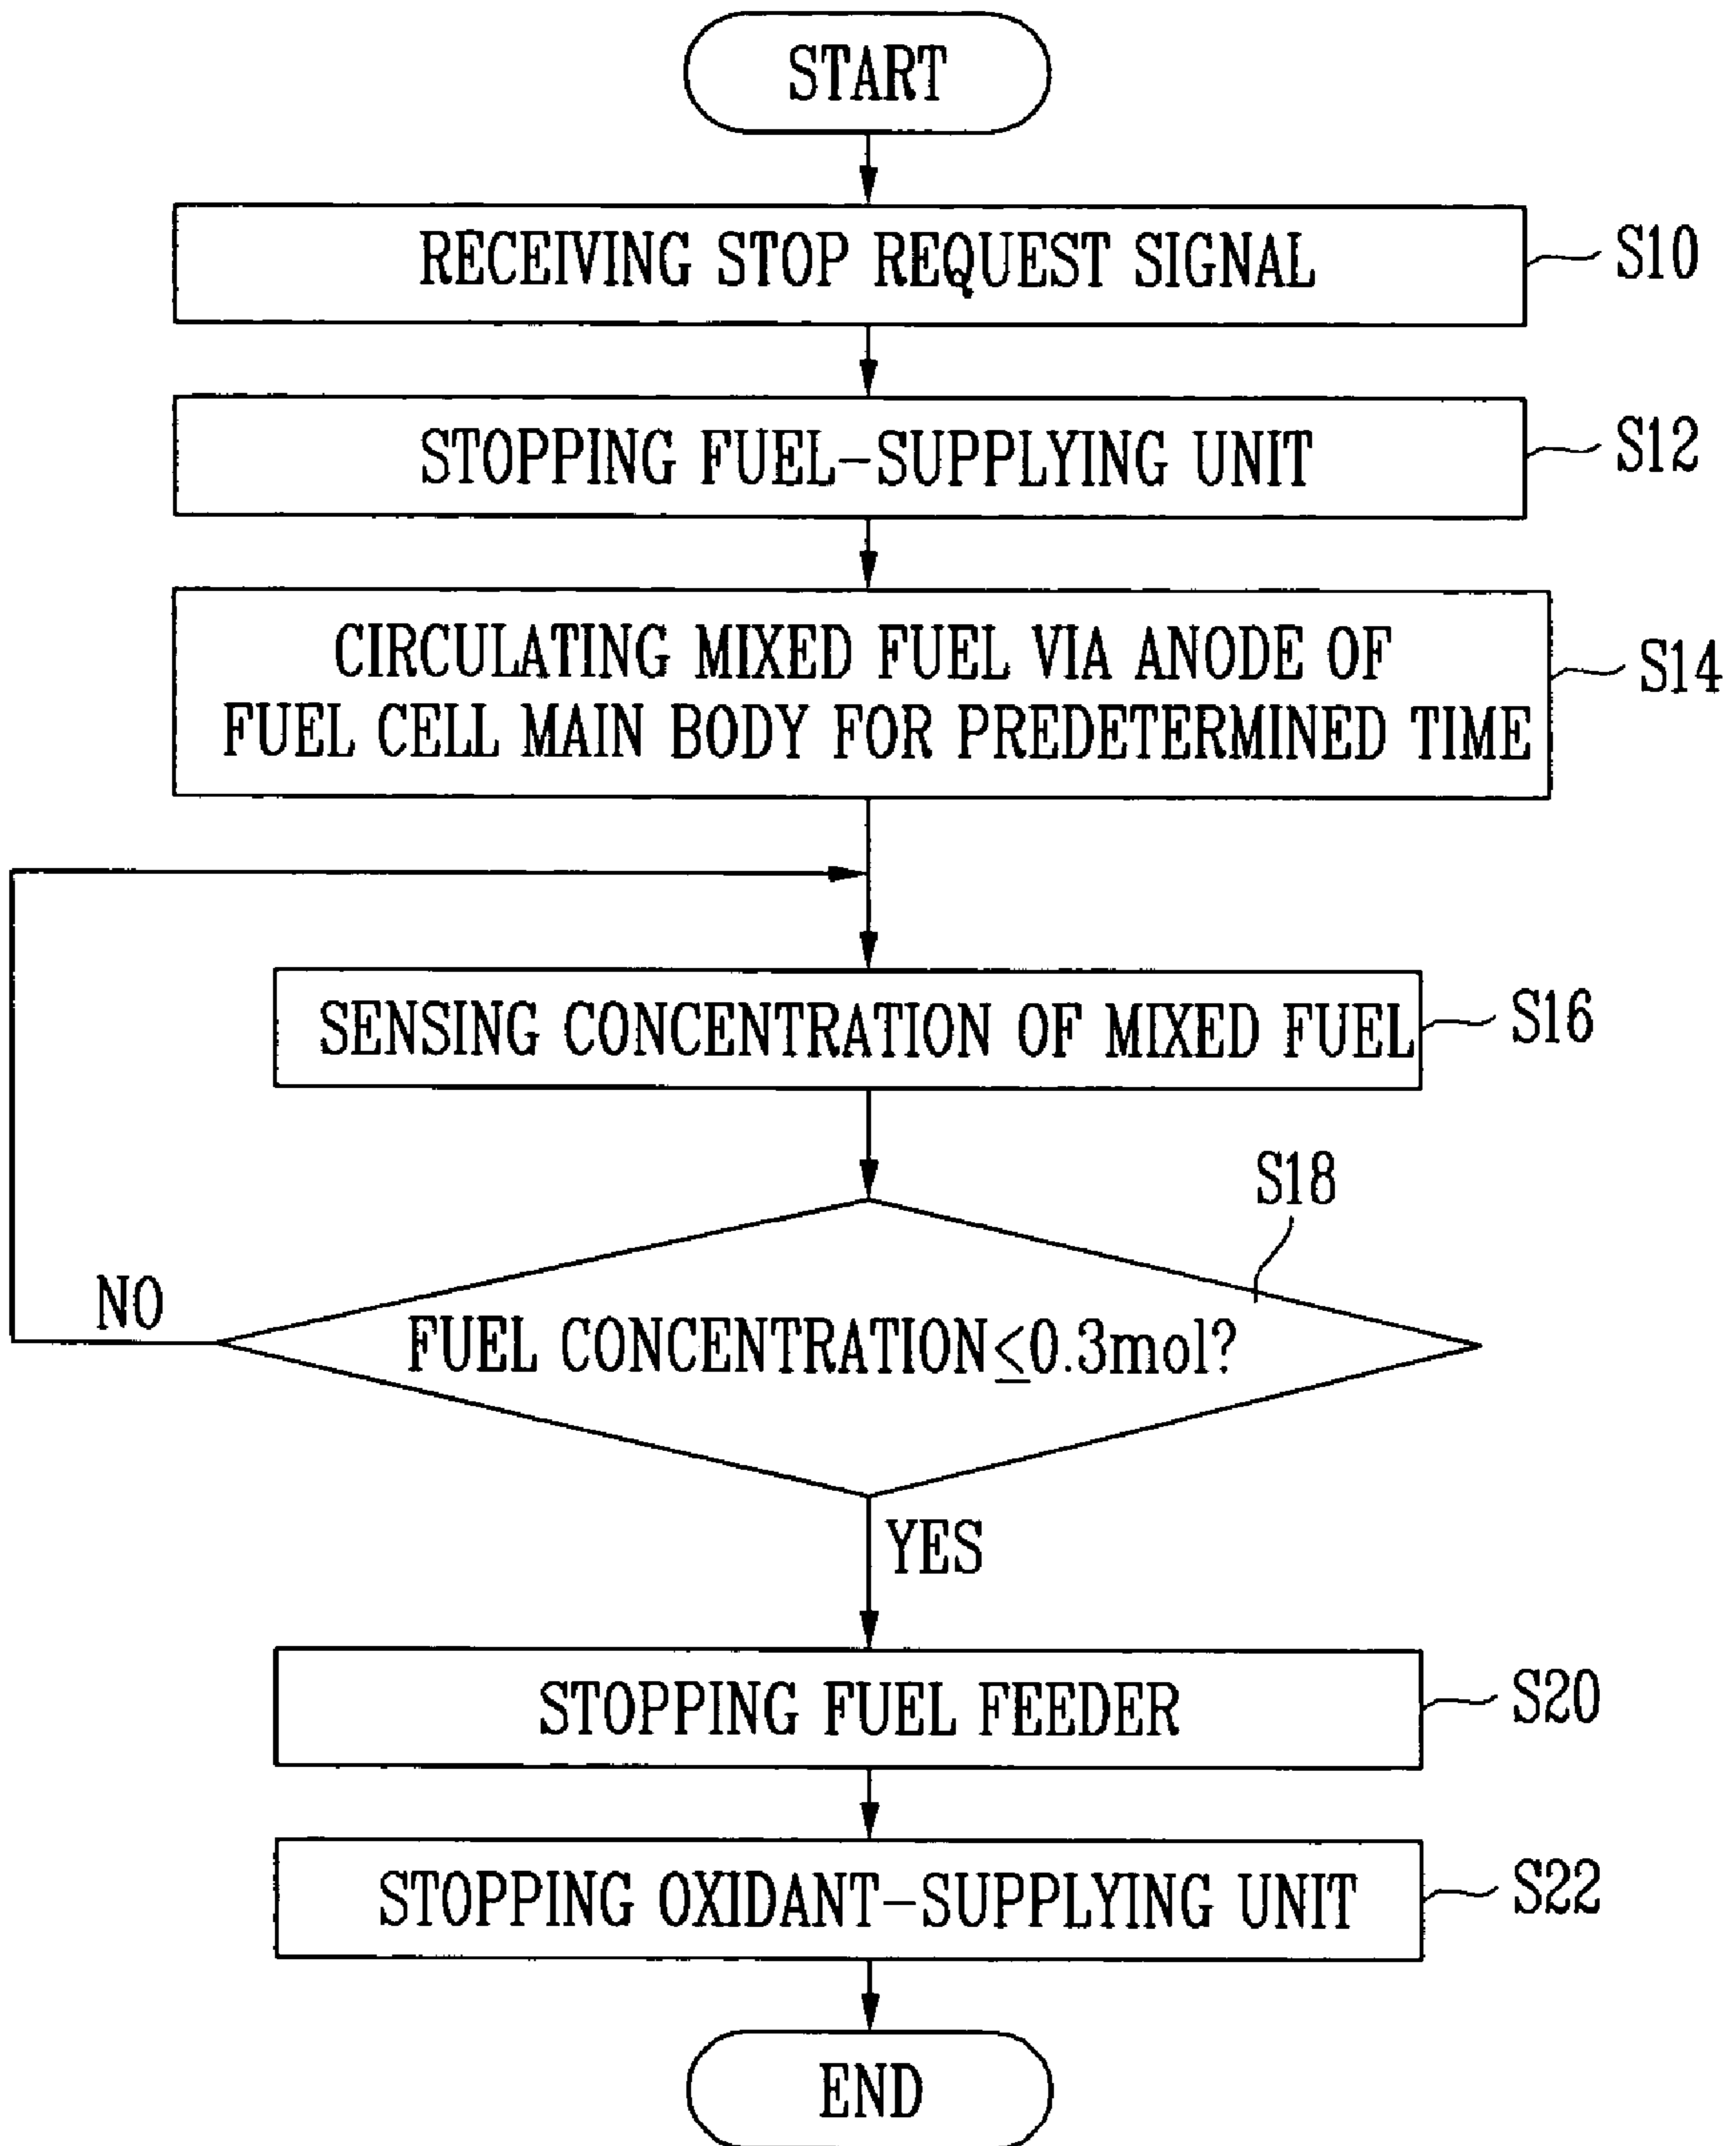 START
RECEIVING STOP REQUEST SIGNAL
S10
STOPPING FUEL-SUPPLYING UNIT
S12
CIRCULATING MIXED FUEL VIA ANODE OF
FUEL CELL MAIN BODY FOR PREDETERMINED TIME
S14
SENSING CONCENTRATION OF MIXED FUEL
S16
S18
NO
FUEL CONCENTRATION≤0.3mol?
YES
STOPPING FUEL FEEDER
S20
STOPPING OXIDANT-SUPPLYING UNIT
S22
END